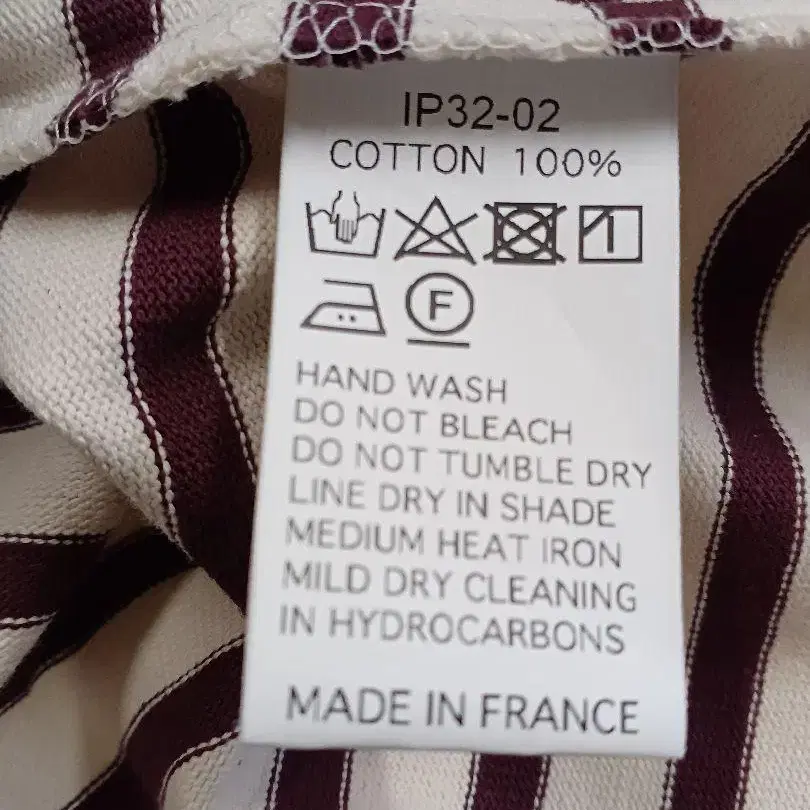 IP32-02
COTTON 100%
F
HAND WASH
DO NOT BLEACH
DO NOT TUMBLE DRY
LINE DRY IN SHADE
MEDIUM HEAT IRON
MILD DRY CLEANING
IN HYDROCARBONS
MADE IN FRANCE